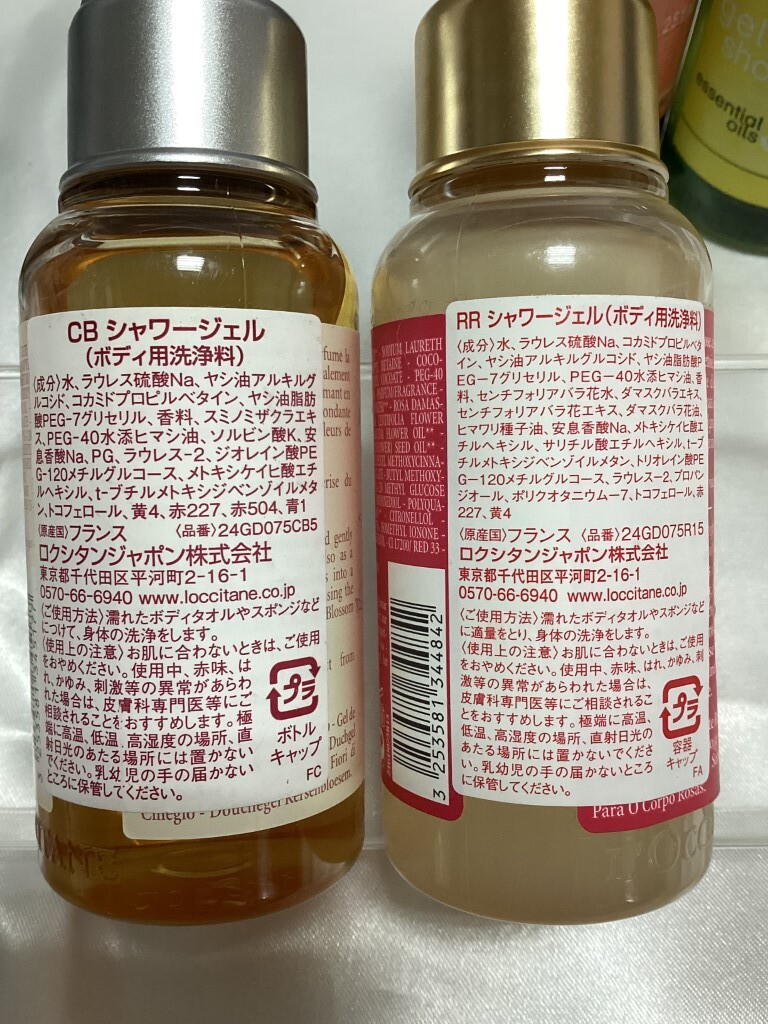 CB シャワージェル
(ボディ用洗浄料)
〈成分〉水、ラウレス硫酸Na、ヤシ油アルキルグ
ルコシド、コカミドプロピルベタイン、ヤシ油脂肪
酸PEG-7グリセリル、香料、スミノミザクラエキ
ス、PEG-40水添ヒマシ油、ソルビン酸K、安
息香酸Na、PG、ラウレス-2、ジオレイン酸PE
G-120メチルグルコース、メトキシケイヒ酸エチ
ルヘキシル、t-ブチルメトキシジベンゾイルメタ
ン、トコフェロール、黄4、赤227、赤504、青1
〈原産国〉フランス 〈品番〉24GD075CB5
ロクシタンジャポン株式会社
東京都千代田区平河町2-16-1
0570-66-6940 www.loccitane.co.jp
〈ご使用方法〉濡れたボディタオルやスポンジなど
につけて、身体の洗浄をします。
〈使用上の注意〉お肌に合わないときは、ご使用
をおやめください。使用中、赤味、は
れ、かゆみ、刺激等の異常があらわ
れた場合は、皮膚科専門医等にご
相談されることをおすすめします。極
端に高温、低温、高湿度の場所、直
射日光のあたる場所には置かない
でください。乳幼児の手の届かない
ところに保管してください。
プラ
ボトル
キャップ
FC
Ciliegio - Douchegel Kersenbloesem.
RR シャワージェル(ボディ用洗浄料)
〈成分〉水、ラウレス硫酸Na、コカミドプロピルベタ
イン、ヤシ油アルキルグルコシド、ヤシ油脂肪酸P
EG-7グリセリル、PEG-40水添ヒマシ油、香
料、センチフォリアバラ花水、ダマスクバラエキス、
センチフォリアバラ花エキス、ダマスクバラ花油、
ヒマワリ種子油、安息香酸Na、メトキシケイヒ酸エ
チルヘキシル、サリチル酸エチルヘキシル、t-ブ
チルメトキシジベンゾイルメタン、トリオレイン酸PE
G-120メチルグルコース、ラウレス-2、プロパン
ジオール、ポリクオタニウム-7、トコフェロール、赤
227、黄4
〈原産国〉フランス 〈品番〉24GD075R15
ロクシタンジャポン株式会社
東京都千代田区平河町2-16-1
0570-66-6940 www.loccitane.co.jp
〈ご使用方法〉濡れたボディタオルやスポンジなど
に適量をとり、身体の洗浄をします。
〈使用上の注意〉お肌に合わないときは、ご使用
をおやめください。使用中、赤味、はれ、かゆみ、刺
激等の異常があらわれた場合は、
皮膚科専門医等にご相談されるこ
とをおすすめします。極端に高温、
低温、高湿度の場所、直射日光の
あたる場所には置かないでくださ
い。乳幼児の手の届かないところ
に保管してください。
プラ
容器
キャップ
FA
3 253581 344842
Para O Corpo Rosas.
gel
sho
essential
oils